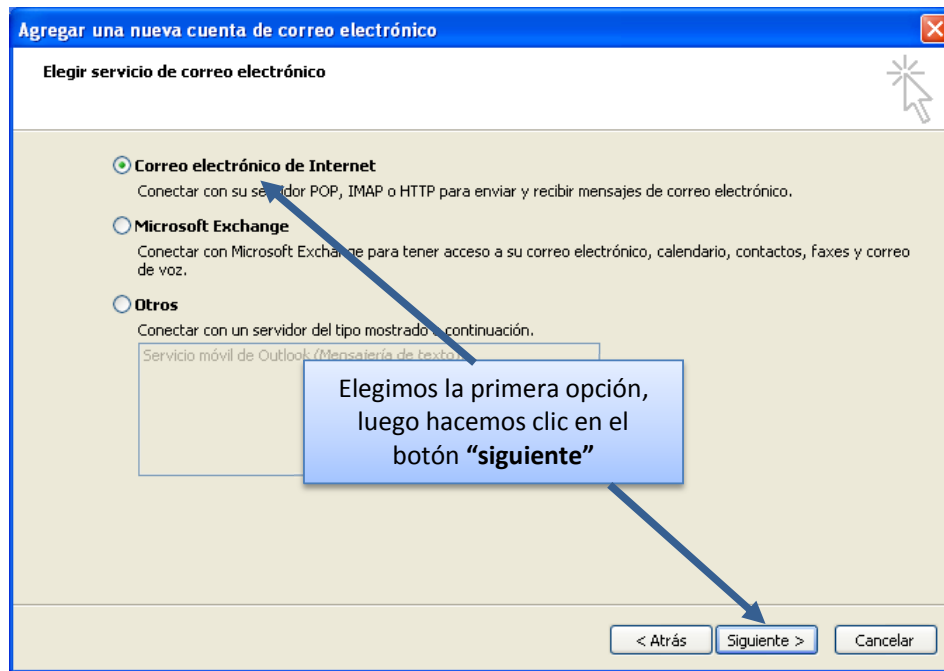 Agregar una nueva cuenta de correo electrónico
Elegir servicio de correo electrónico
Correo electrónico de Internet
Conectar con su servidor POP, IMAP o HTTP para enviar y recibir mensajes de correo electrónico.
Microsoft Exchange
Conectar con Microsoft Exchange para tener acceso a su correo electrónico, calendario, contactos, faxes y correo
de voz.
Otros
Conectar con un servidor del tipo mostrado a continuación.
Servicio móvil de Outlook (Mensajería de texto)
Elegimos la primera opción,
luego hacemos clic en el
botón “siguiente”
< Atrás
Siguiente >
Cancelar